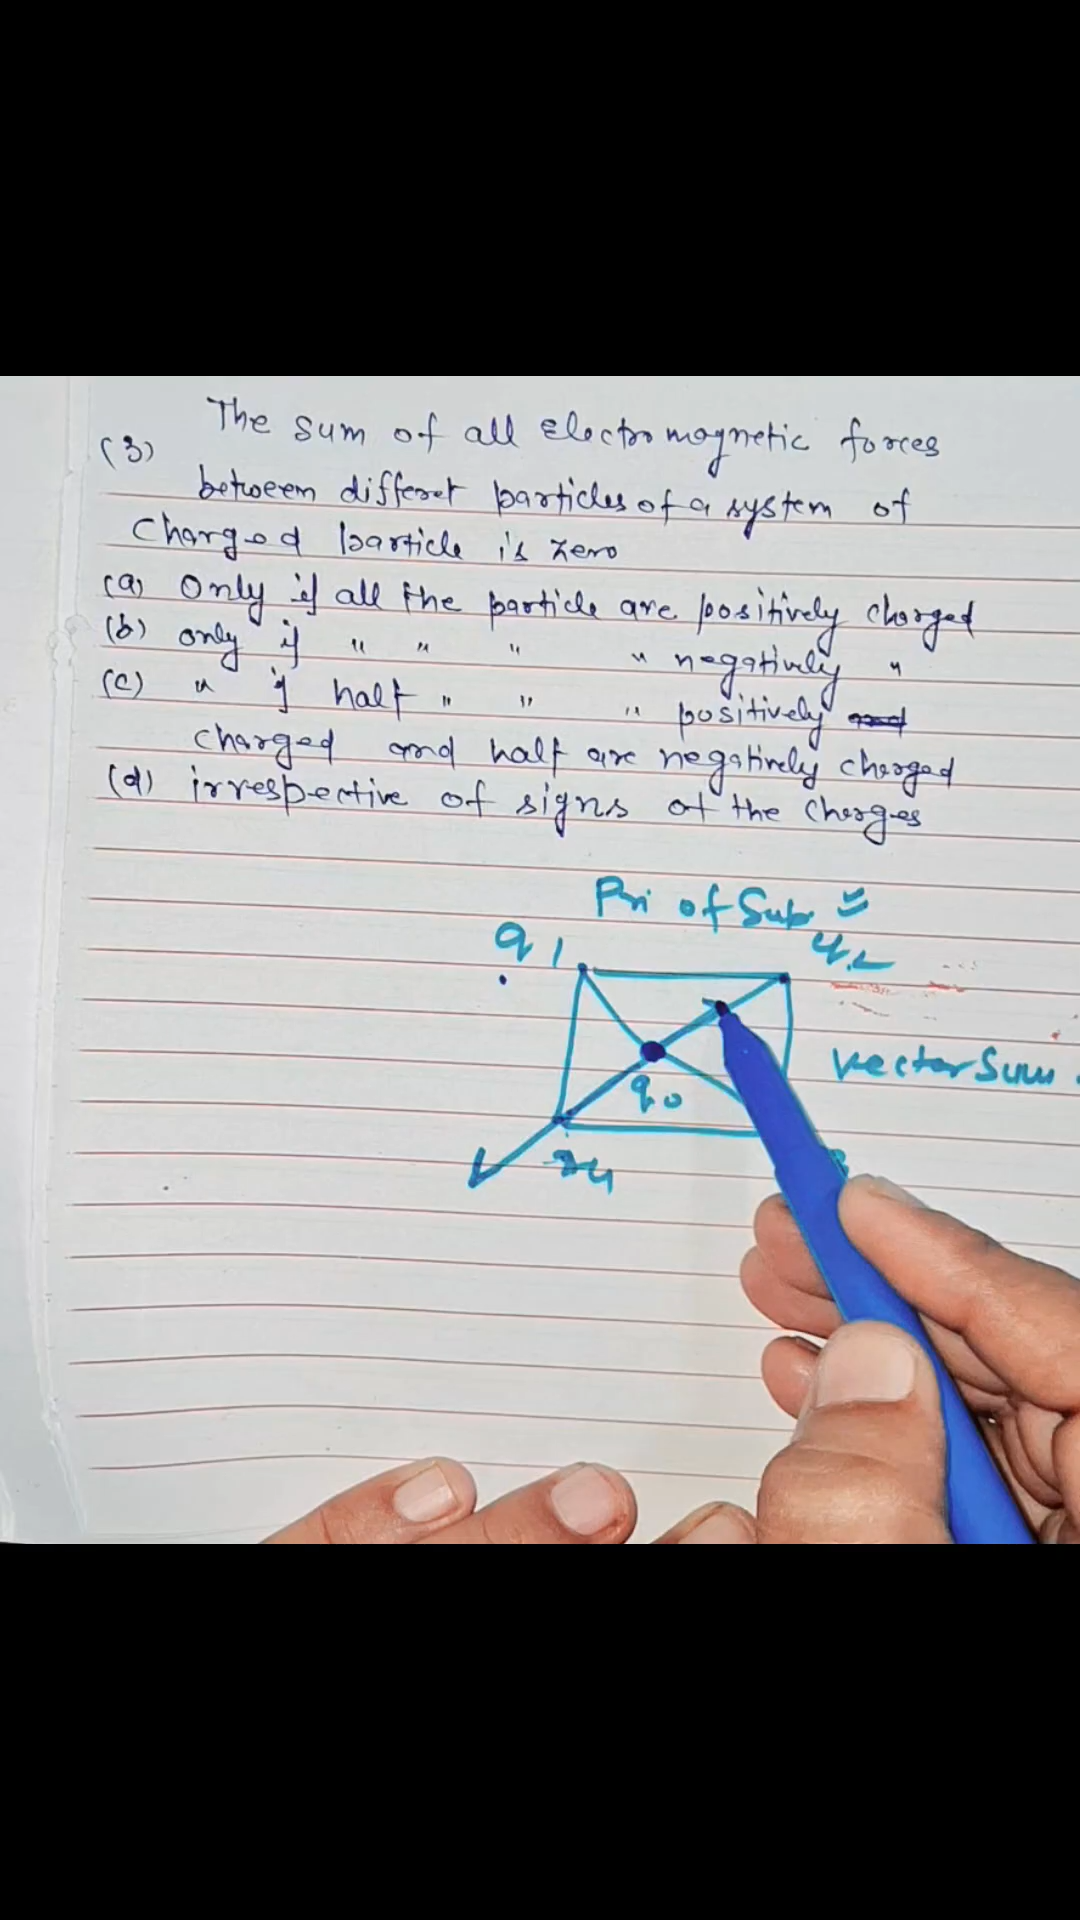 The sum of all Electromagnetic forces
(3)
between differet particles of a system of
Charged particle is zero
(a) Only if all the particle are positively charged
(b) only if " " " " negatively "
(c) " if half " " " positively
charged and half are negatively charged
(d) irrespective of signs of the charges
Pri of Sup.
q1
q2
vector Sum
q0